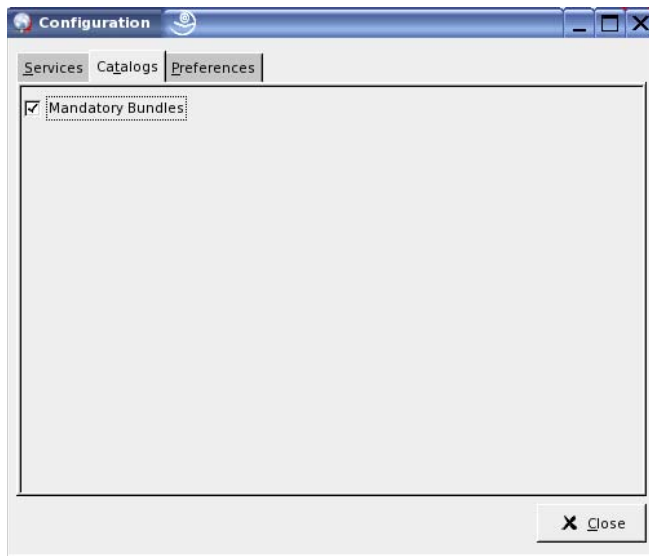 Configuration
Services Catalogs Preferences
Mandatory Bundles
Close